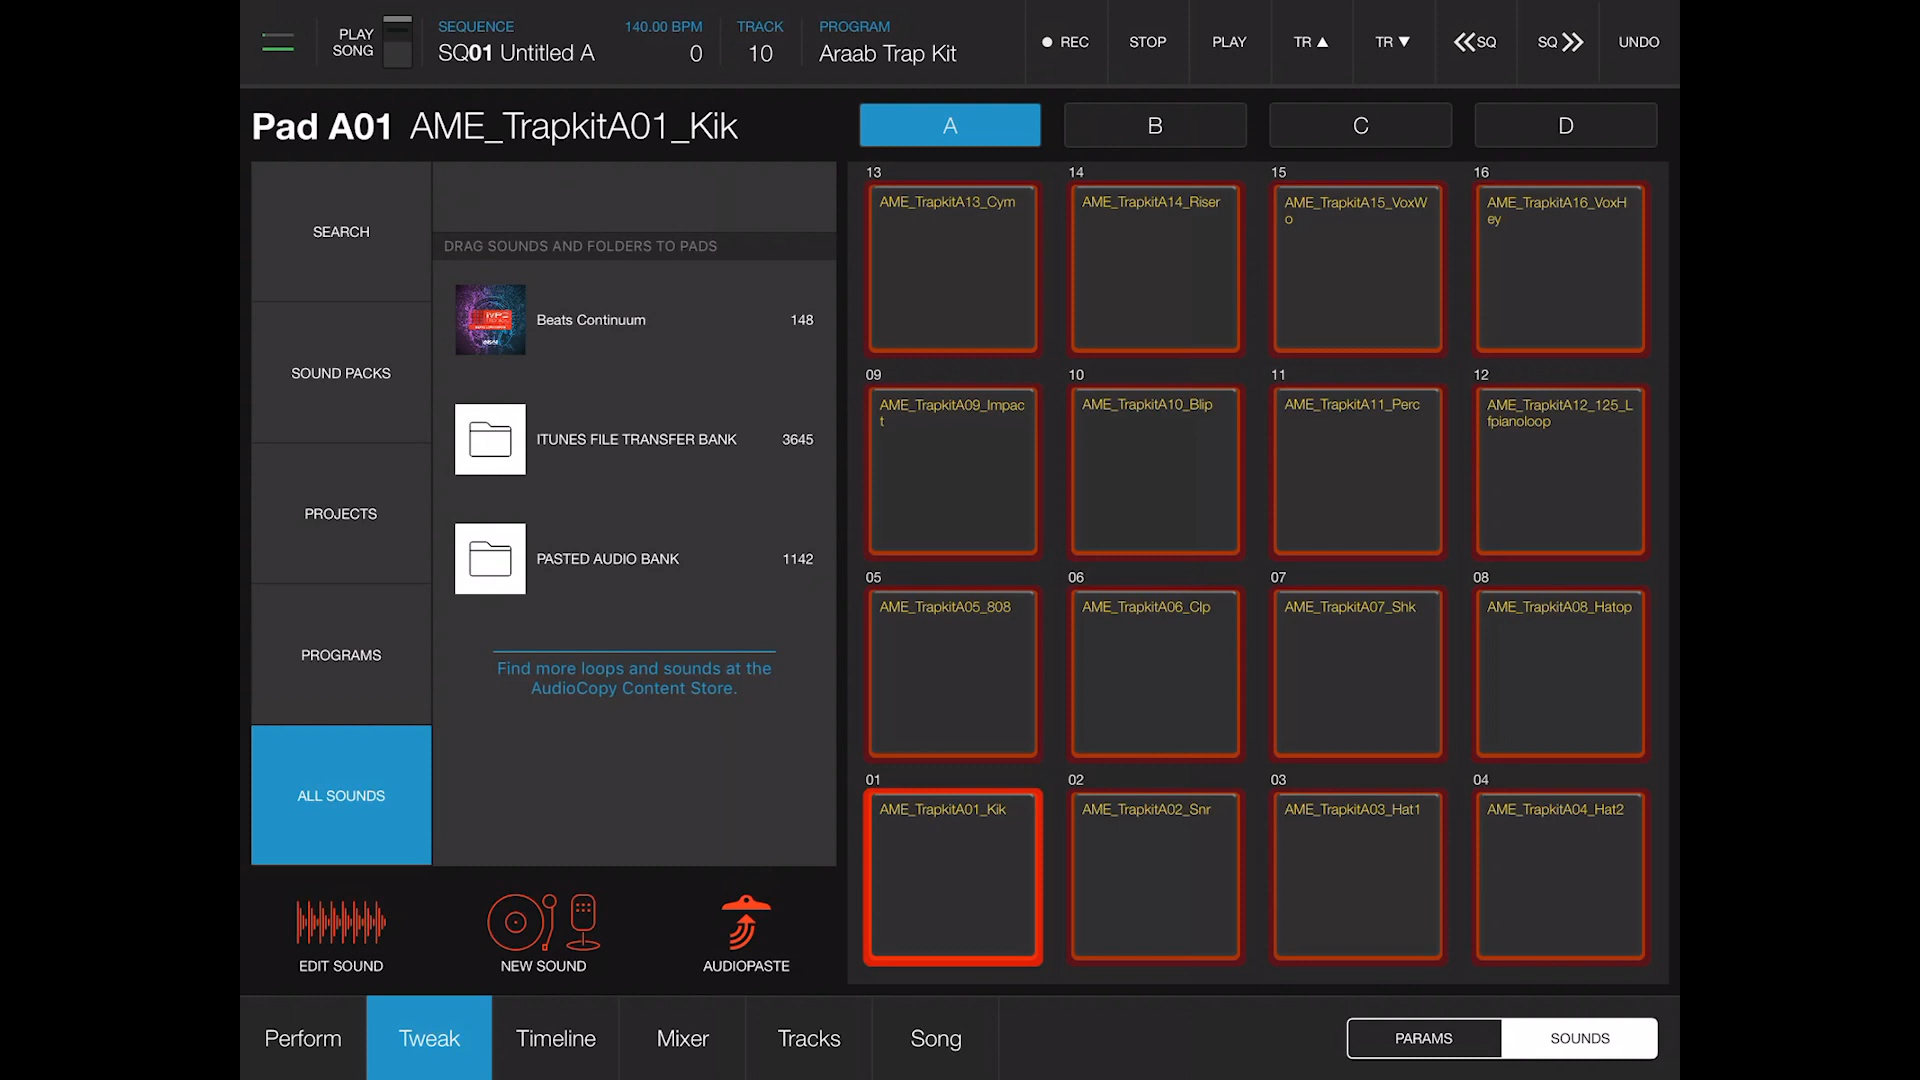 PLAY
SONG
SEQUENCE
SQ01 Untitled A
140.00 BPM
0
TRACK
10
PROGRAM
Araab Trap Kit
REC
STOP
PLAY
TR ▲
TR ▼
SQ
SQ
UNDO
Pad A01 AME_TrapkitA01_Kik
A
B
C
D
SEARCH
SOUND PACKS
PROJECTS
PROGRAMS
ALL SOUNDS
DRAG SOUNDS AND FOLDERS TO PADS
Beats Continuum 148
ITUNES FILE TRANSFER BANK 3645
PASTED AUDIO BANK 1142
Find more loops and sounds at the
AudioCopy Content Store.
13
AME_TrapkitA13_Cym
14
AME_TrapkitA14_Riser
15
AME_TrapkitA15_VoxW
o
16
AME_TrapkitA16_VoxH
ey
09
AME_TrapkitA09_Impac
t
10
AME_TrapkitA10_Blip
11
AME_TrapkitA11_Perc
12
AME_TrapkitA12_125_L
fpianoloop
05
AME_TrapkitA05_808
06
AME_TrapkitA06_Clp
07
AME_TrapkitA07_Shk
08
AME_TrapkitA08_Hatop
01
AME_TrapkitA01_Kik
02
AME_TrapkitA02_Snr
03
AME_TrapkitA03_Hat1
04
AME_TrapkitA04_Hat2
EDIT SOUND
NEW SOUND
AUDIOPASTE
Perform
Tweak
Timeline
Mixer
Tracks
Song
PARAMS
SOUNDS